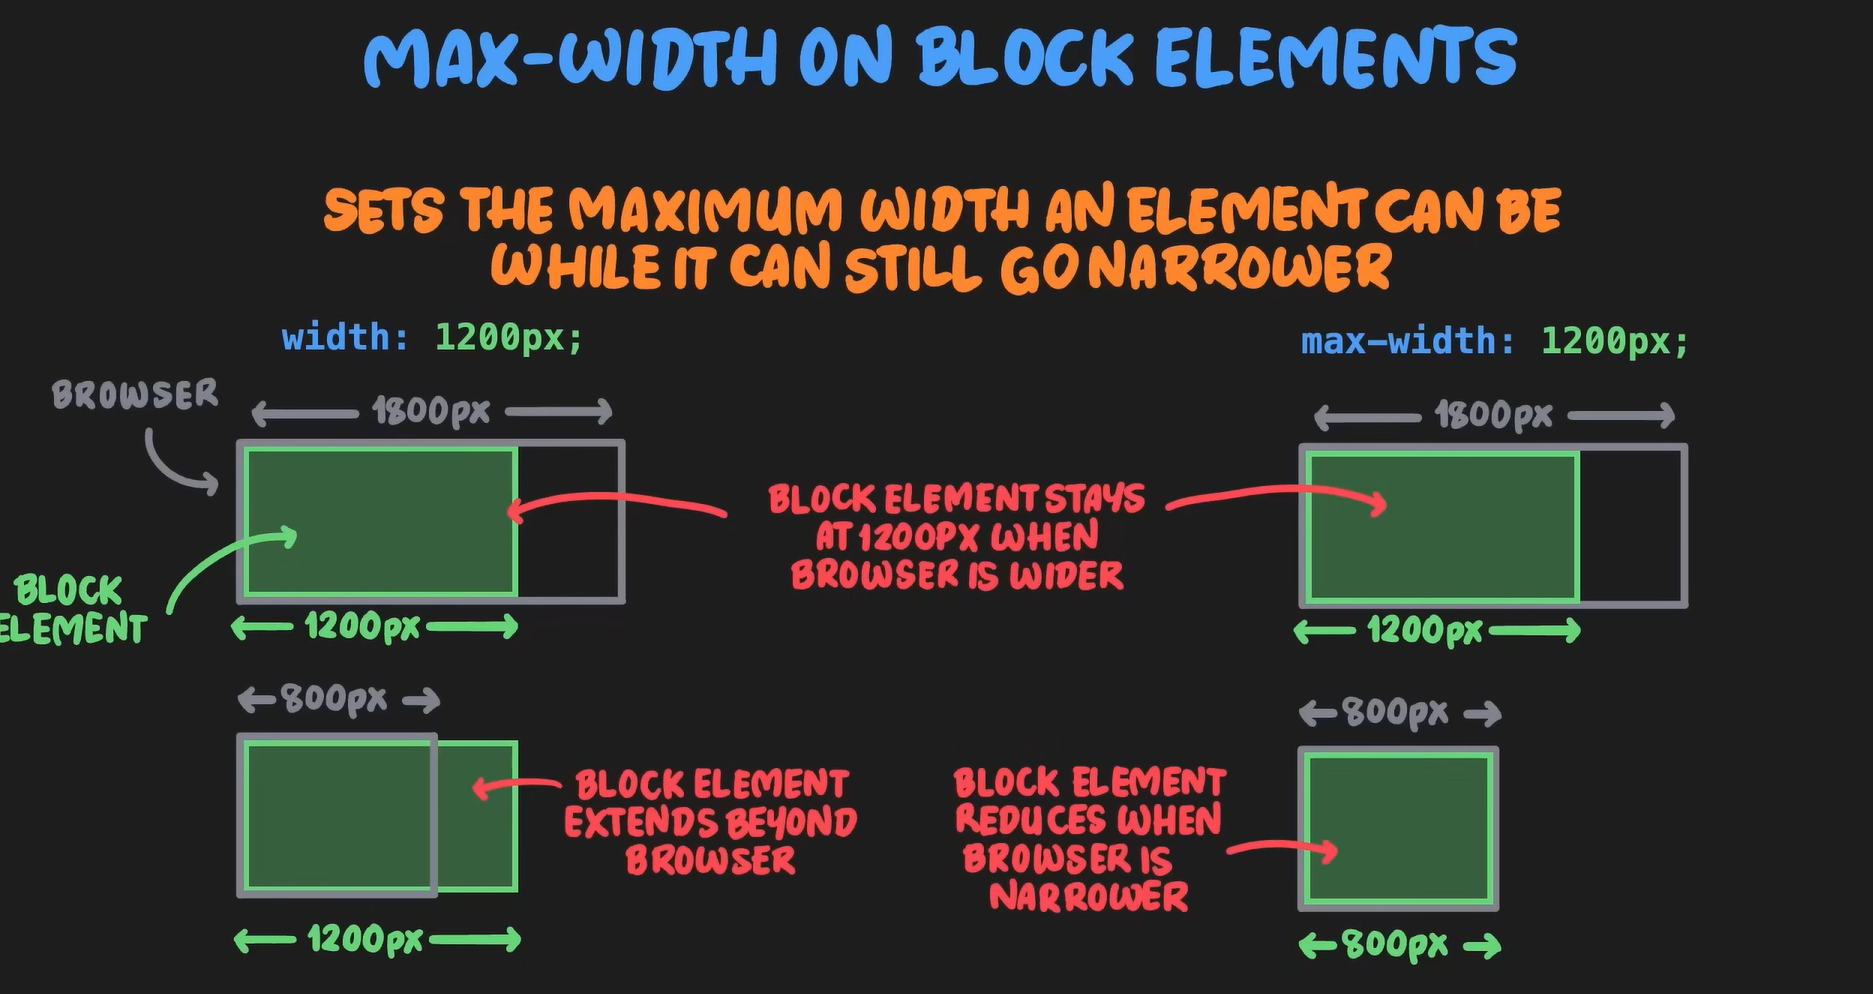 MAX-WIDTH ON BLOCK ELEMENTS
SETS THE MAXIMUM WIDTH AN ELEMENT CAN BE
WHILE IT CAN STILL GO NARROWER
width: 1200px;
max-width: 1200px;
BROWSER
1800px
1800px
BLOCK ELEMENT STAYS
AT 1200PX WHEN
BROWSER IS WIDER
BLOCK
ELEMENT
1200px
1200px
800px
800px
BLOCK ELEMENT
EXTENDS BEYOND
BROWSER
BLOCK ELEMENT
REDUCES WHEN
BROWSER IS
NARROWER
1200px
800px